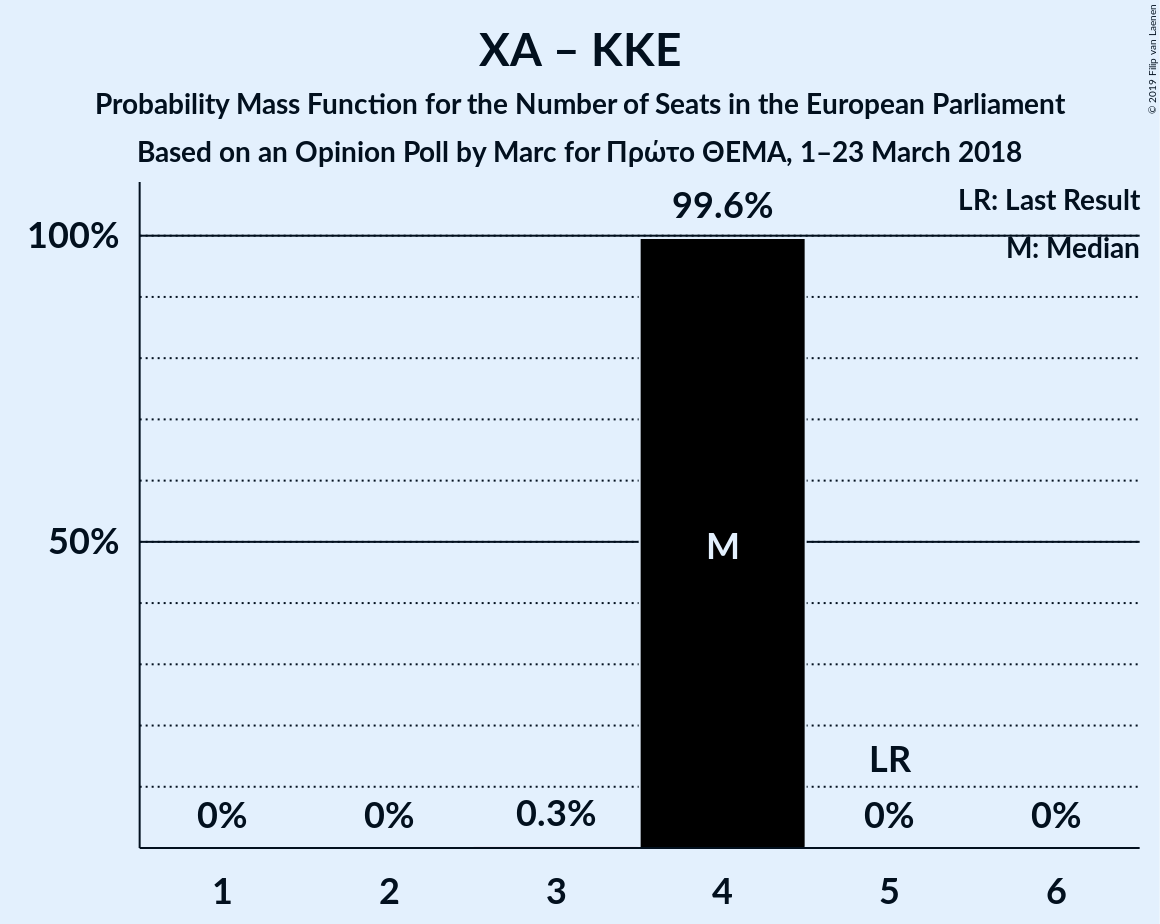 ΧΑ – ΚΚΕ
Probability Mass Function for the Number of Seats in the European Parliament
Based on an Opinion Poll by Marc for Πρώτο ΘΕΜΑ, 1–23 March 2018
© 2019 Filip van Laenen
LR: Last Result
M: Median
99.6%
100%
50%
M
LR
0%
0%
0.3%
0%
0%
1
2
3
4
5
6